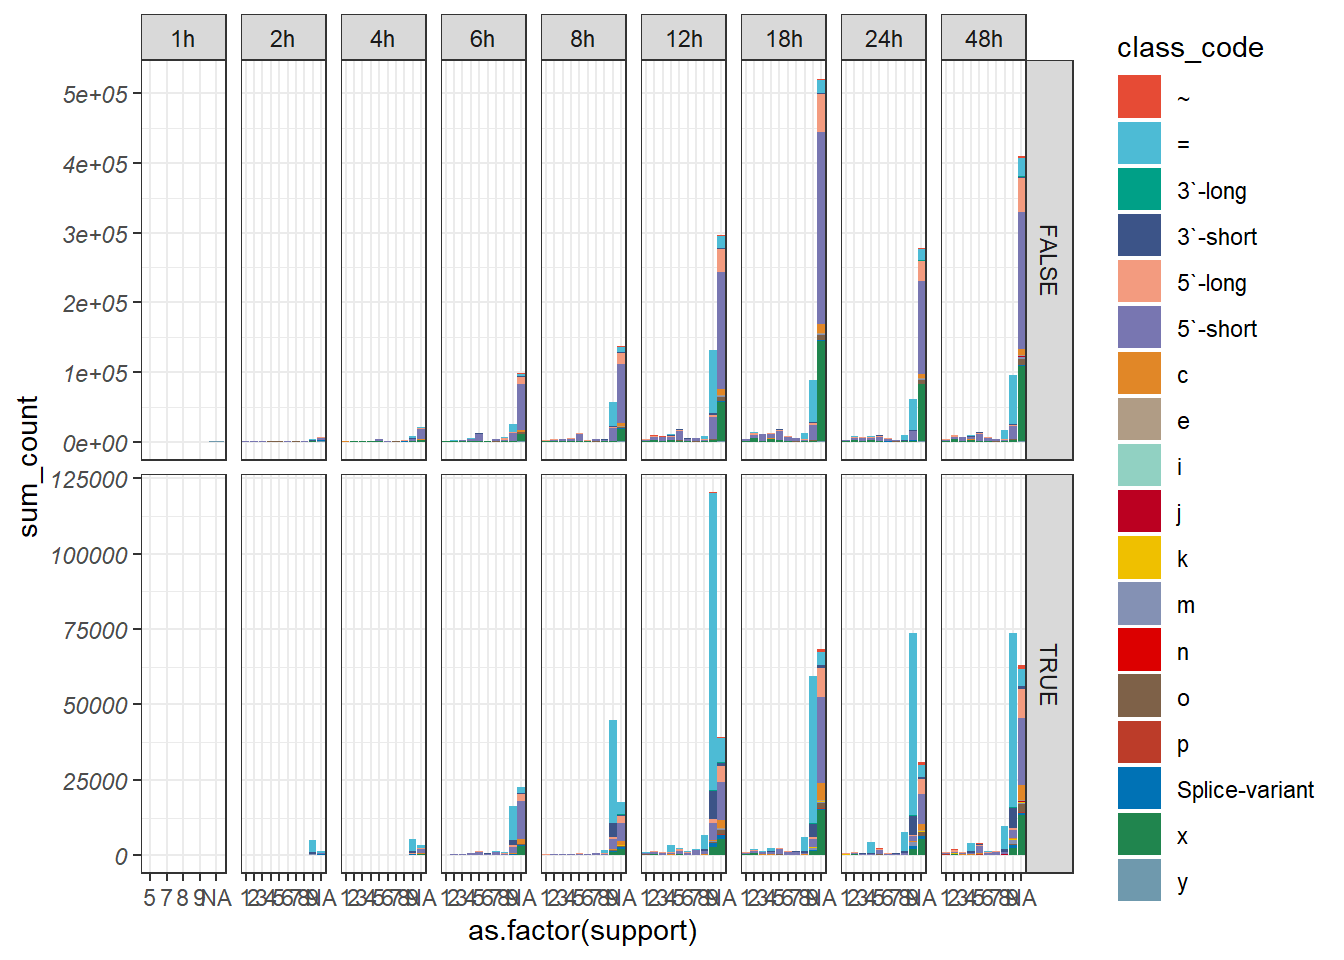 1h 2h 4h 6h 8h 12h 18h 24h 48h
class_code
~
=
3`-long
3`-short
5`-long
5`-short
c
e
i
j
k
m
n
o
p
Splice-variant
x
y
5e+05
4e+05
3e+05
2e+05
1e+05
0e+00
FALSE
sum_count
125000
100000
75000
50000
25000
0
TRUE
5 7 8 9 NA
as.factor(support)